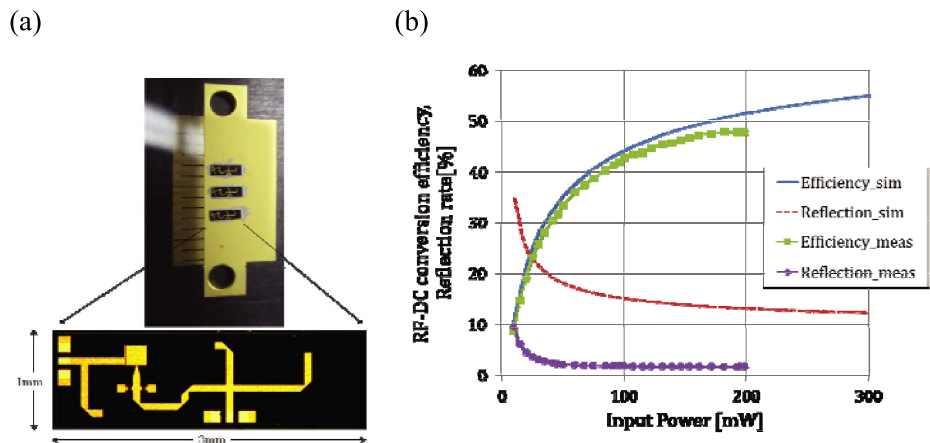 (a)
(b)
1mm
3mm
RF-DC conversion efficiency,
Reflection rate[%]
60
50
40
30
20
10
0
0
100
200
300
Input Power [mW]
Efficiency_sim
Reflection_sim
Efficiency_meas
Reflection_meas